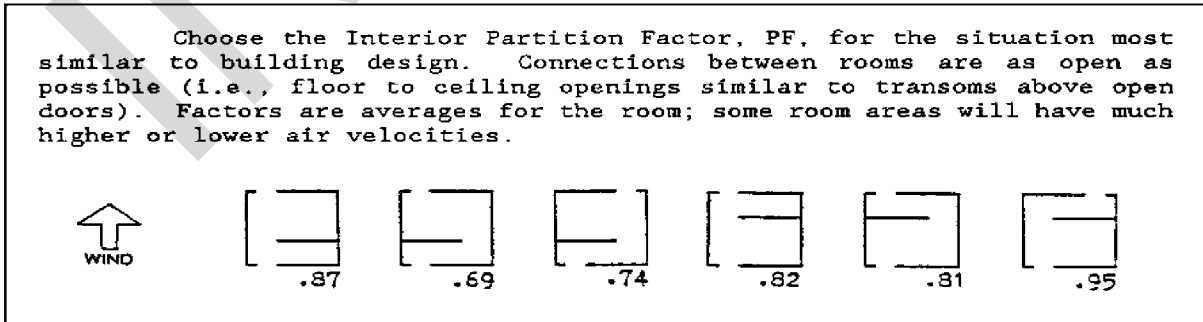 Choose the Interior Partition Factor, PF, for the situation most
similar to building design. Connections between rooms are as open as
possible (i.e., floor to ceiling openings similar to transoms above open
doors). Factors are averages for the room; some room areas will have much
higher or lower air velocities.
WIND
.87 .69 .74 .82 .81 .95